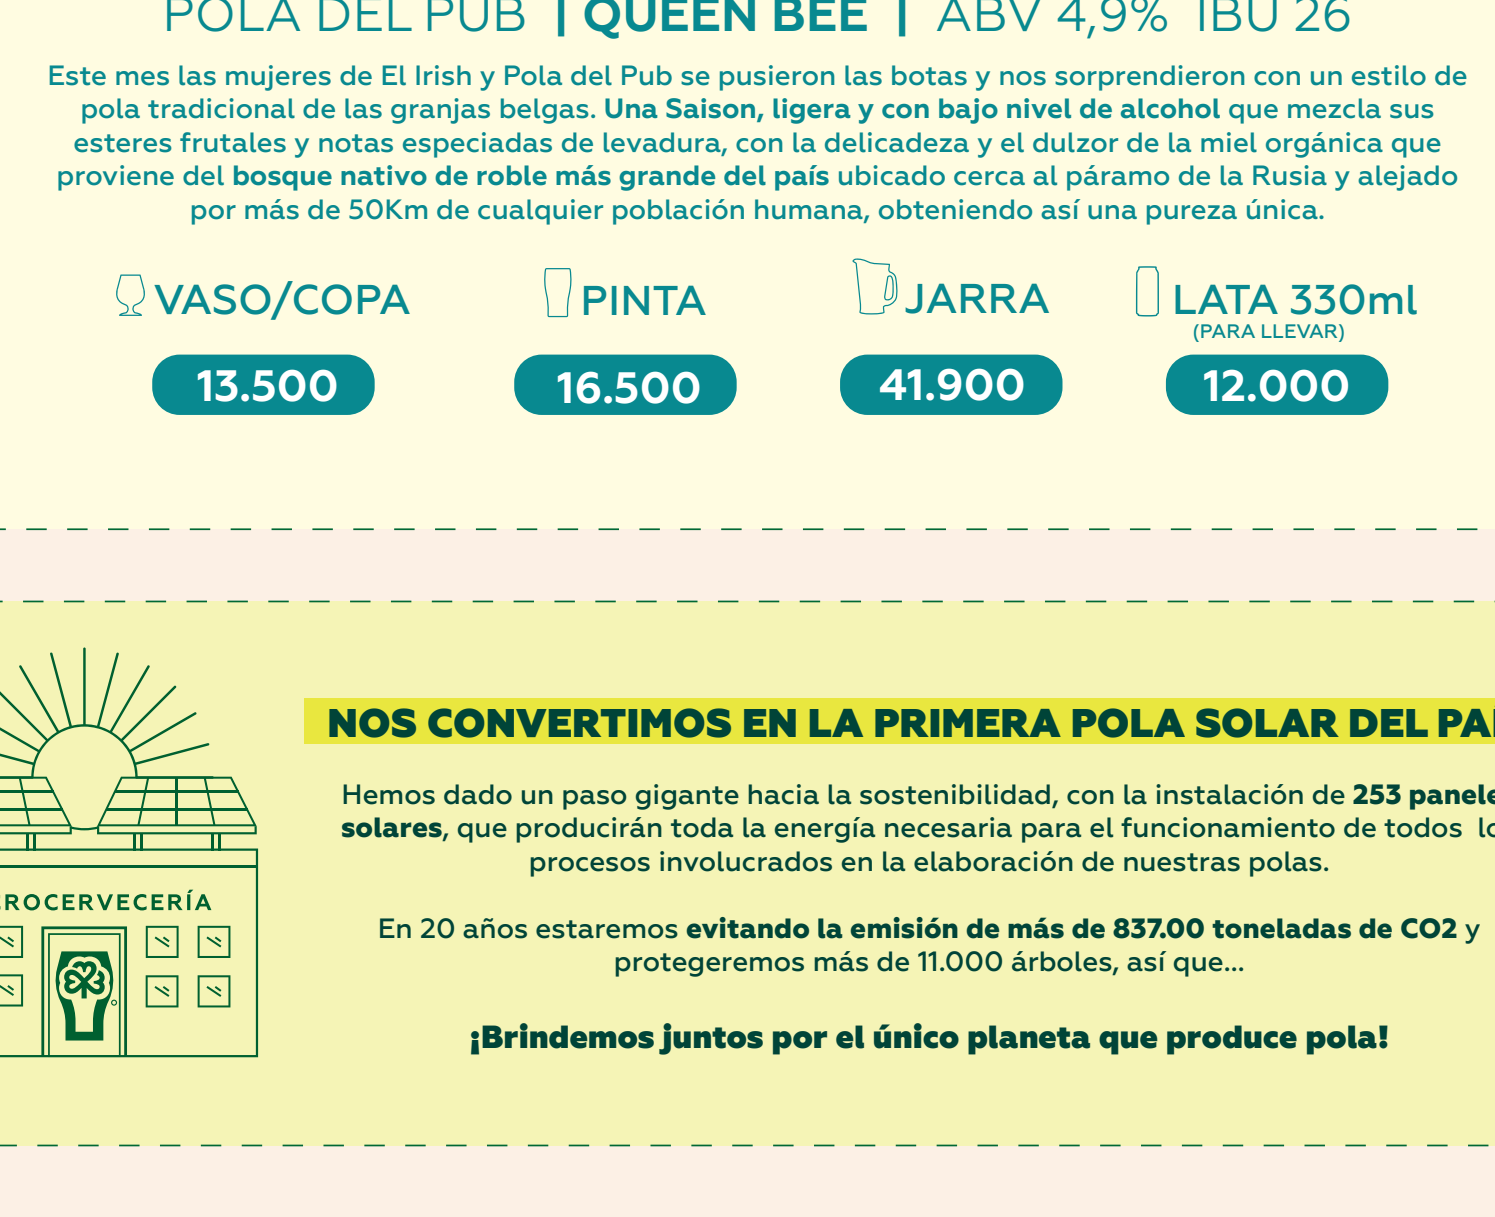 POLA DEL PUB | QUEEN BEE | ABV 4,9% IBU 26
Este mes las mujeres de El Irish y Pola del Pub se pusieron las botas y nos sorprendieron con un estilo de
pola tradicional de las granjas belgas. Una Saison, ligera y con bajo nivel de alcohol que mezcla sus
esteres frutales y notas especiadas de levadura, con la delicadeza y el dulzor de la miel orgánica que
proviene del bosque nativo de roble más grande del país ubicado cerca al páramo de la Rusia y alejado
por más de 50Km de cualquier población humana, obteniendo así una pureza única.
VASO/COPA
13.500
PINTA
16.500
JARRA
41.900
LATA 330ml
(PARA LLEVAR)
12.000
NOS CONVERTIMOS EN LA PRIMERA POLA SOLAR DEL PA
Hemos dado un paso gigante hacia la sostenibilidad, con la instalación de 253 panele
solares, que producirán toda la energía necesaria para el funcionamiento de todos lo
procesos involucrados en la elaboración de nuestras polas.
En 20 años estaremos evitando la emisión de más de 837.00 toneladas de CO2 y
protegeremos más de 11.000 árboles, así que...
¡Brindemos juntos por el único planeta que produce pola!
ROCERVECERÍA